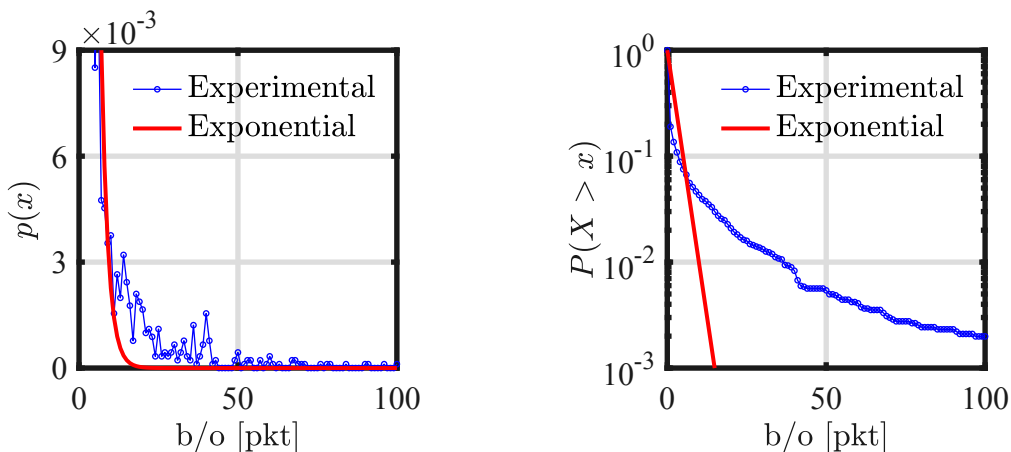 ×10⁻³
9
6
3
0
p(x)
Experimental
Exponential
0
50
100
b/o [pkt]
10⁰
10⁻¹
10⁻²
10⁻³
P(X > x)
Experimental
Exponential
0
50
100
b/o [pkt]